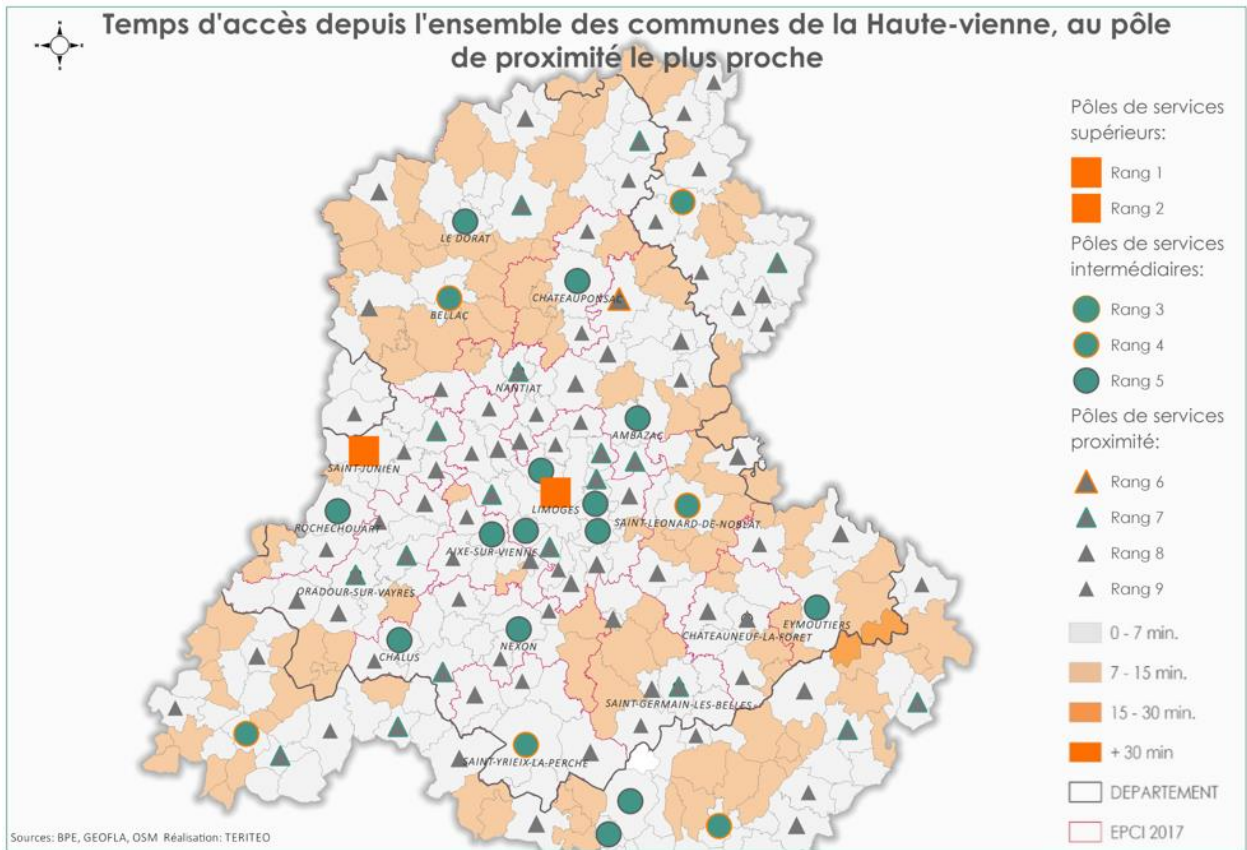 Temps d'accès depuis l'ensemble des communes de la Haute-vienne, au pôle
de proximité le plus proche
Pôles de services
supérieurs:
Rang 1
Rang 2
Pôles de services
intermédiaires:
Rang 3
Rang 4
Rang 5
Pôles de services
proximité:
Rang 6
Rang 7
Rang 8
Rang 9
0 - 7 min.
7 - 15 min.
15 - 30 min.
+ 30 min
DEPARTEMENT
EPCI 2017
LE DORAT
CHATEAUPONSAC
BELLAC
NANTIAT
AMBAZAC
SAINT-JUNIEN
LIMOGES
ROCHECHOUART
SAINT-LEONARD-DE-NOBLAT
AIXE-SUR-VIENNE
ORADOUR-SUR-VAYRES
EYMOUTIERS
CHATEAUNEUF-LA-FORET
CHALUS
NEXON
SAINT-GERMAIN-LES-BELLES
SAINT-YRIEIX-LA-PERCHE
Sources: BPE, GEOFLA, OSM Réalisation: TERITEO